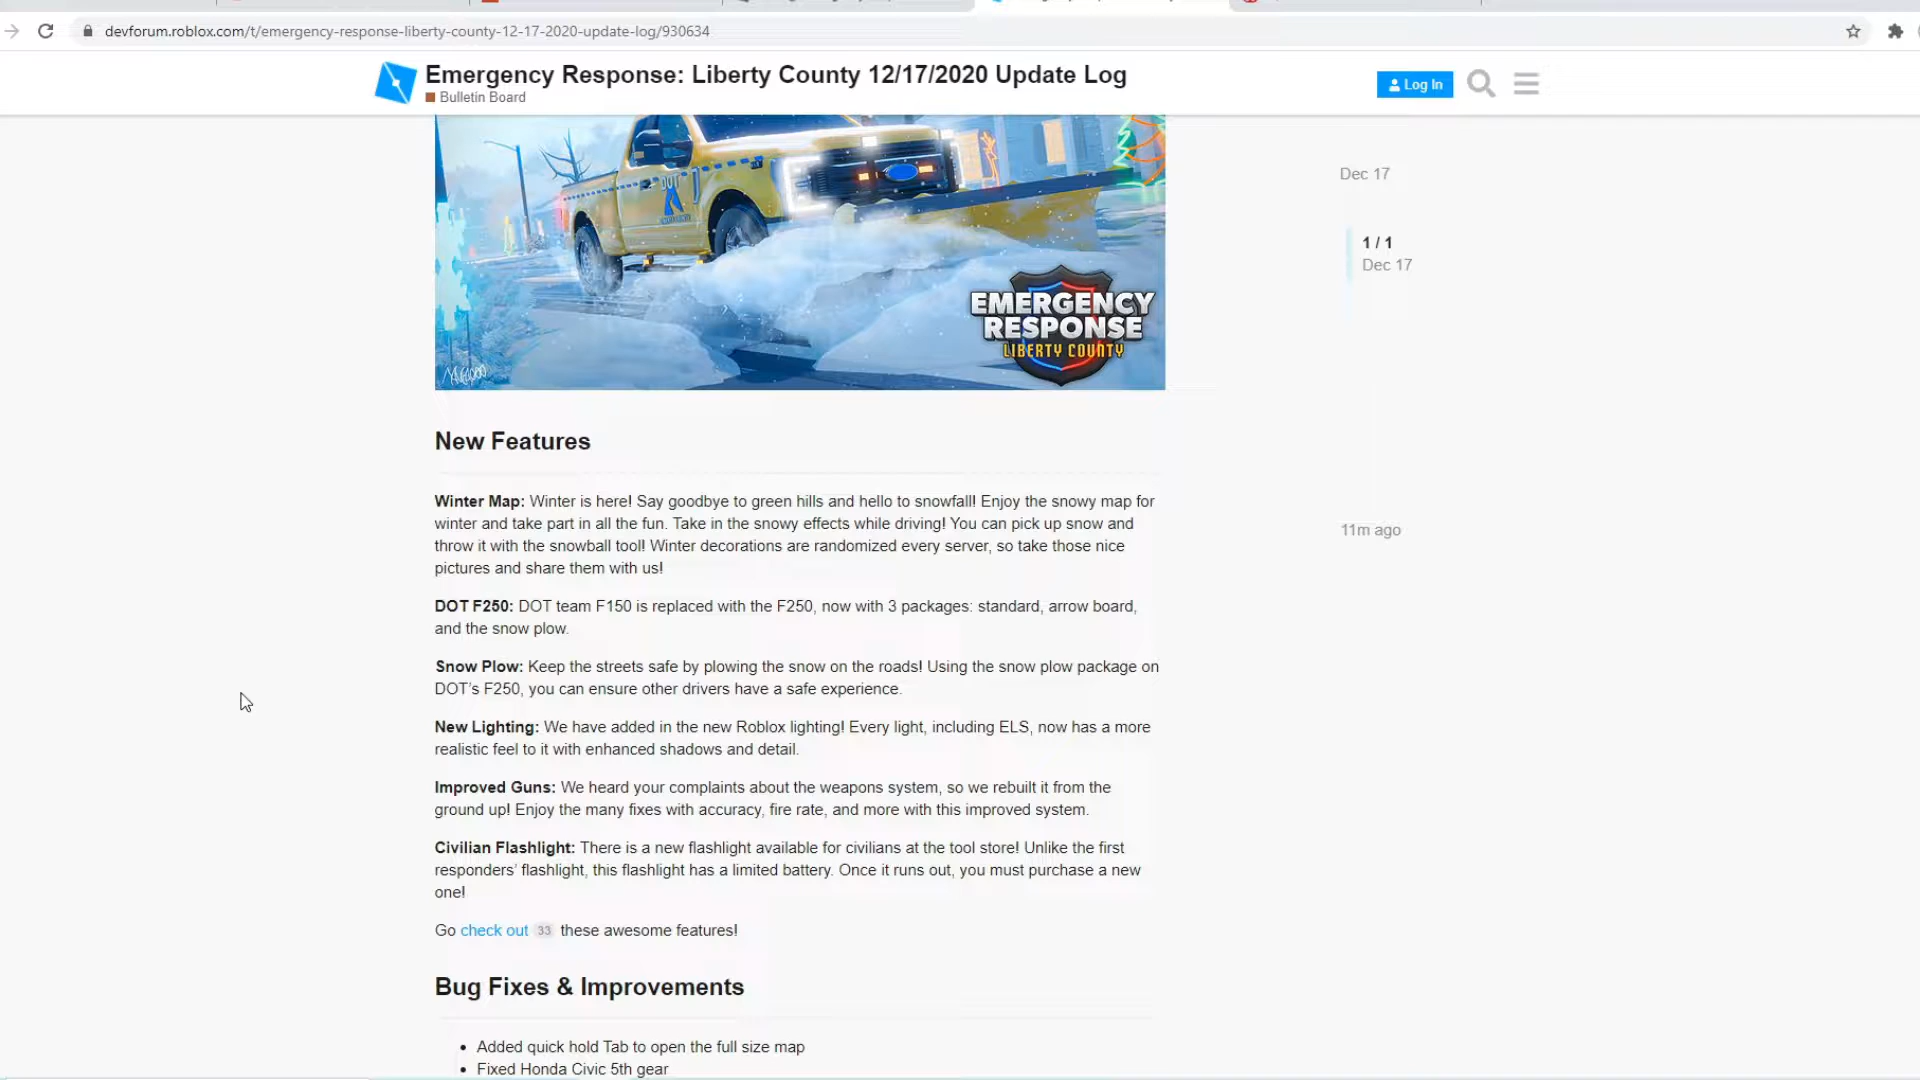 devforum.roblox.com/t/emergency-response-liberty-county-12-17-2020-update-log/930634
Emergency Response: Liberty County 12/17/2020 Update Log
Bulletin Board
Log In
DOT
EMERGENCY
RESPONSE
LIBERTY COUNTY
Dec 17
1 / 1
Dec 17
11m ago
New Features
Winter Map: Winter is here! Say goodbye to green hills and hello to snowfall! Enjoy the snowy map for
winter and take part in all the fun. Take in the snowy effects while driving! You can pick up snow and
throw it with the snowball tool! Winter decorations are randomized every server, so take those nice
pictures and share them with us!
DOT F250: DOT team F150 is replaced with the F250, now with 3 packages: standard, arrow board,
and the snow plow.
Snow Plow: Keep the streets safe by plowing the snow on the roads! Using the snow plow package on
DOT’s F250, you can ensure other drivers have a safe experience.
New Lighting: We have added in the new Roblox lighting! Every light, including ELS, now has a more
realistic feel to it with enhanced shadows and detail.
Improved Guns: We heard your complaints about the weapons system, so we rebuilt it from the
ground up! Enjoy the many fixes with accuracy, fire rate, and more with this improved system.
Civilian Flashlight: There is a new flashlight available for civilians at the tool store! Unlike the first
responders’ flashlight, this flashlight has a limited battery. Once it runs out, you must purchase a new
one!
Go check out 33 these awesome features!
Bug Fixes & Improvements
• Added quick hold Tab to open the full size map
• Fixed Honda Civic 5th gear